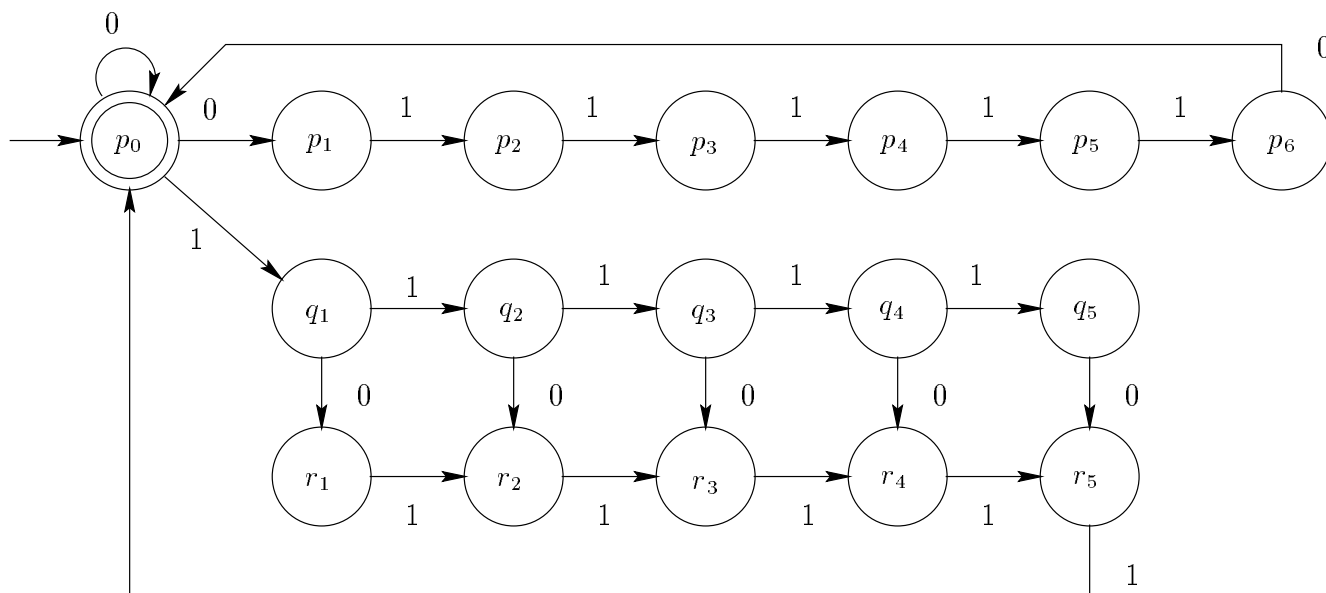 0
0
p₀ 0 p₁ 1 p₂ 1 p₃ 1 p₄ 1 p₅ 1 p₆
1
q₁ 1 q₂ 1 q₃ 1 q₄ 1 q₅
0 0 0 0 0
r₁ 1 r₂ 1 r₃ 1 r₄ 1 r₅
1